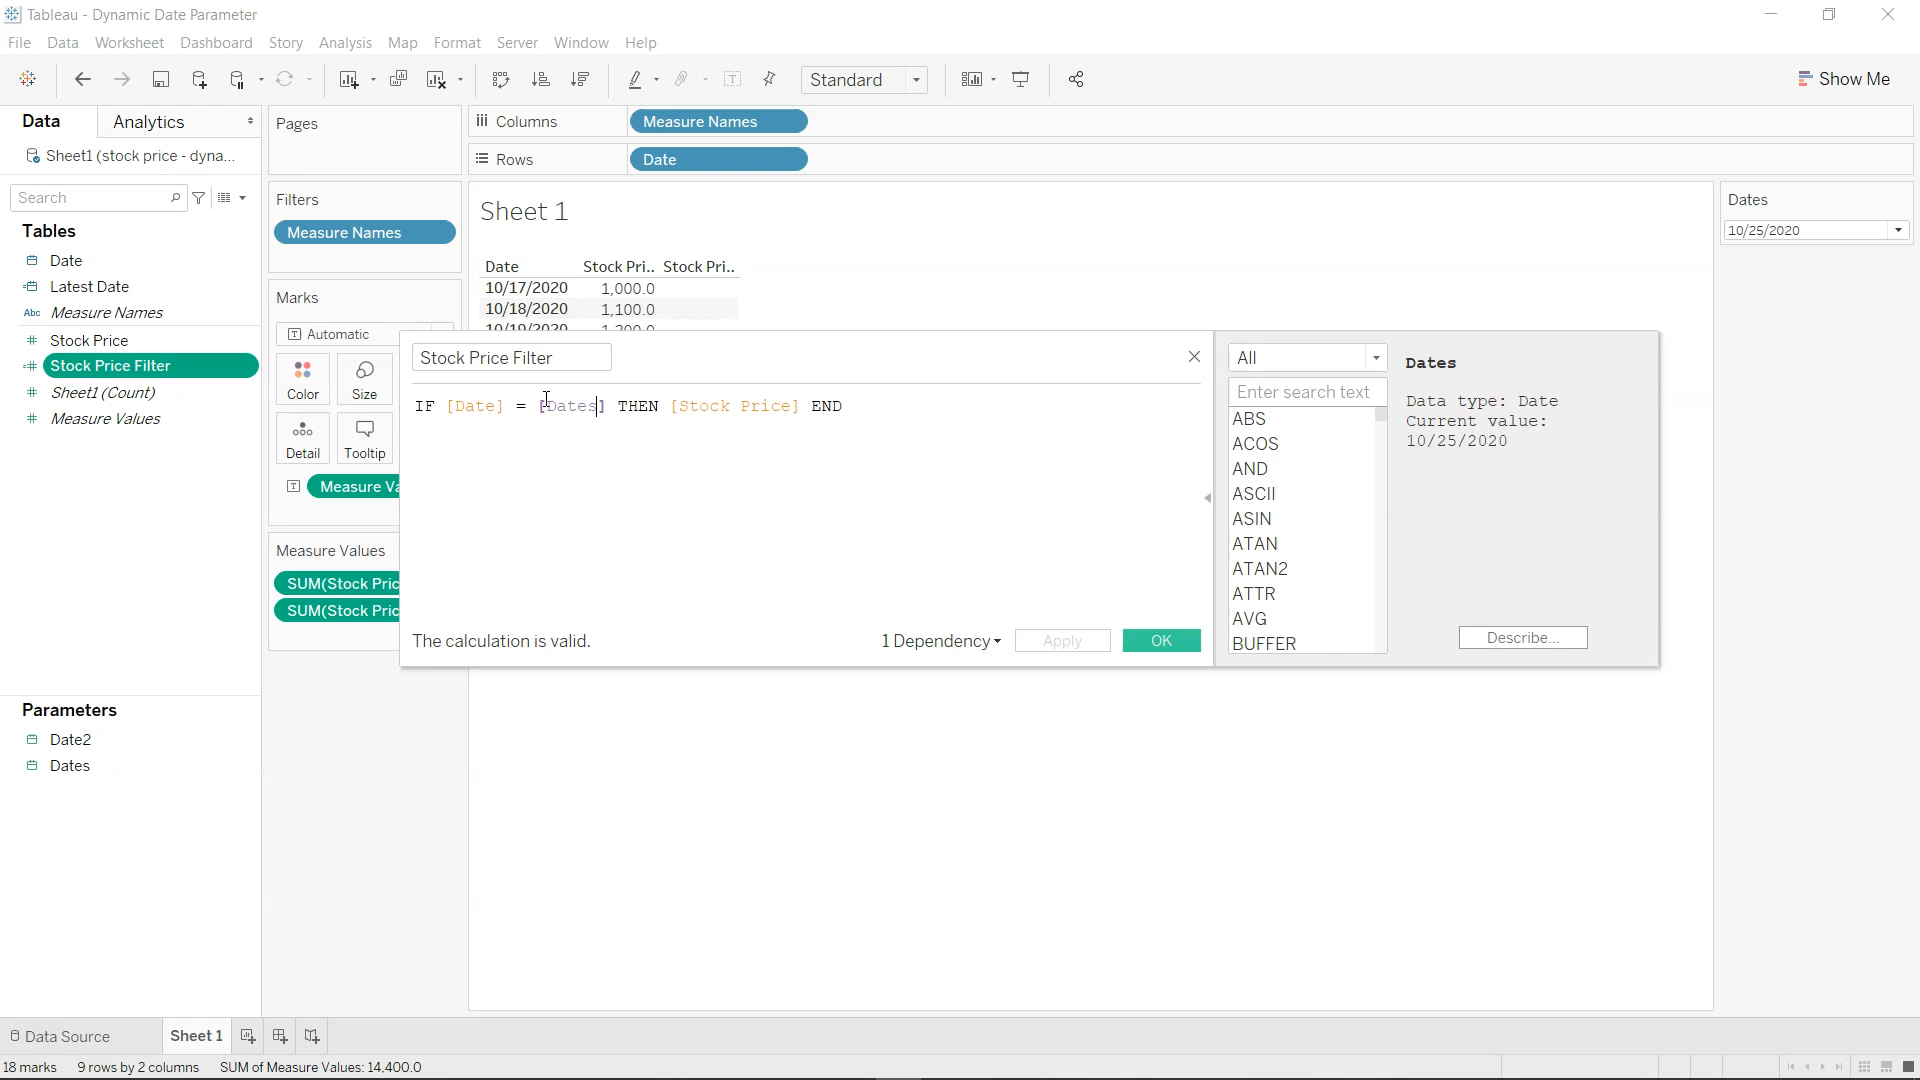 Tableau - Dynamic Date Parameter
File Data Worksheet Dashboard Story Analysis Map Format Server Window Help
Standard
Show Me
Data
Analytics
Sheet1 (stock price - dyna...
Search
Tables
Date
Latest Date
Abc Measure Names
Stock Price
Stock Price Filter
Sheet1 (Count)
Measure Values
Parameters
Date2
Dates
Pages
Filters
Measure Names
Marks
Automatic
Color
Size
Detail
Tooltip
Measure Va
Measure Values
SUM(Stock Pric
SUM(Stock Pric
Columns
Measure Names
Rows
Date
Sheet 1
Date Stock Pri.. Stock Pri..
10/17/2020 1,000.0
10/18/2020 1,100.0
10/19/2020 1,200.0
Stock Price Filter
IF [Date] = [Dates] THEN [Stock Price] END
The calculation is valid.
1 Dependency
Apply
OK
All
Enter search text
ABS
ACOS
AND
ASCII
ASIN
ATAN
ATAN2
ATTR
AVG
BUFFER
Dates
Data type: Date
Current value:
10/25/2020
Describe...
Dates
10/25/2020
Data Source
Sheet 1
18 marks 9 rows by 2 columns SUM of Measure Values: 14,400.0